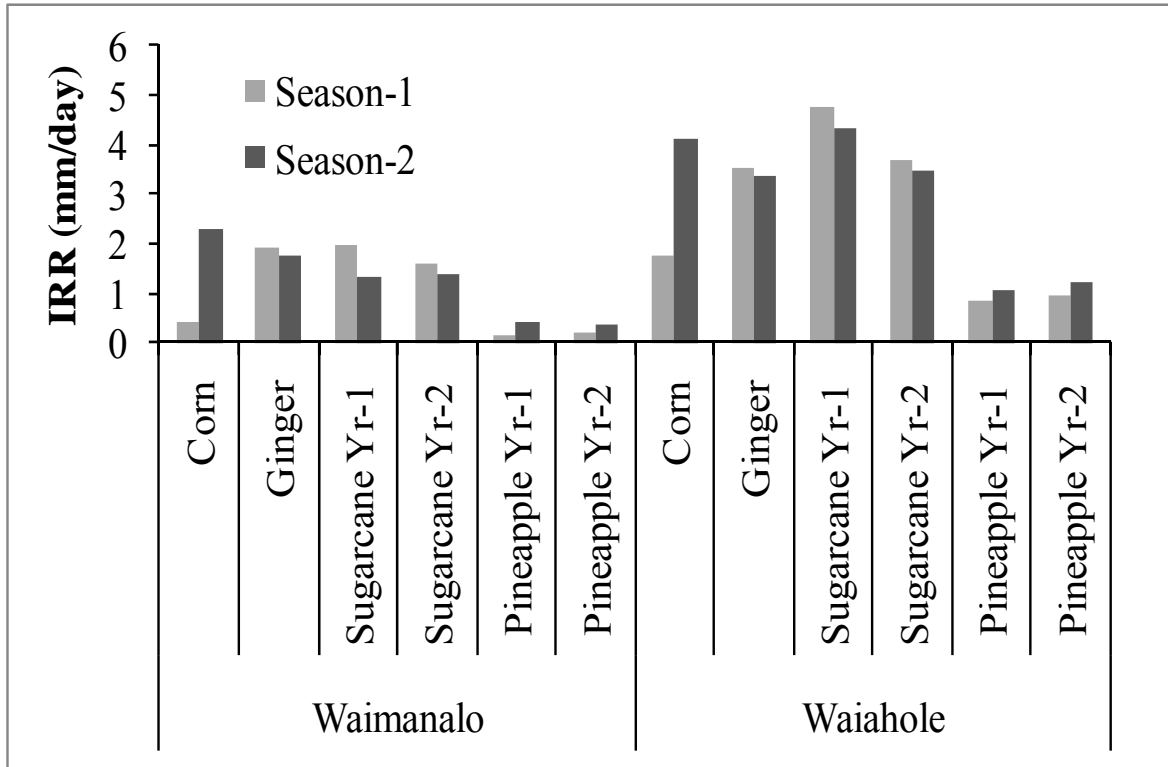 IRR (mm/day)
6
5
4
3
2
1
0
Season-1
Season-2
Corn
Ginger
Sugarcane Yr-1
Sugarcane Yr-2
Pineapple Yr-1
Pineapple Yr-2
Corn
Ginger
Sugarcane Yr-1
Sugarcane Yr-2
Pineapple Yr-1
Pineapple Yr-2
Waimanalo
Waiahole